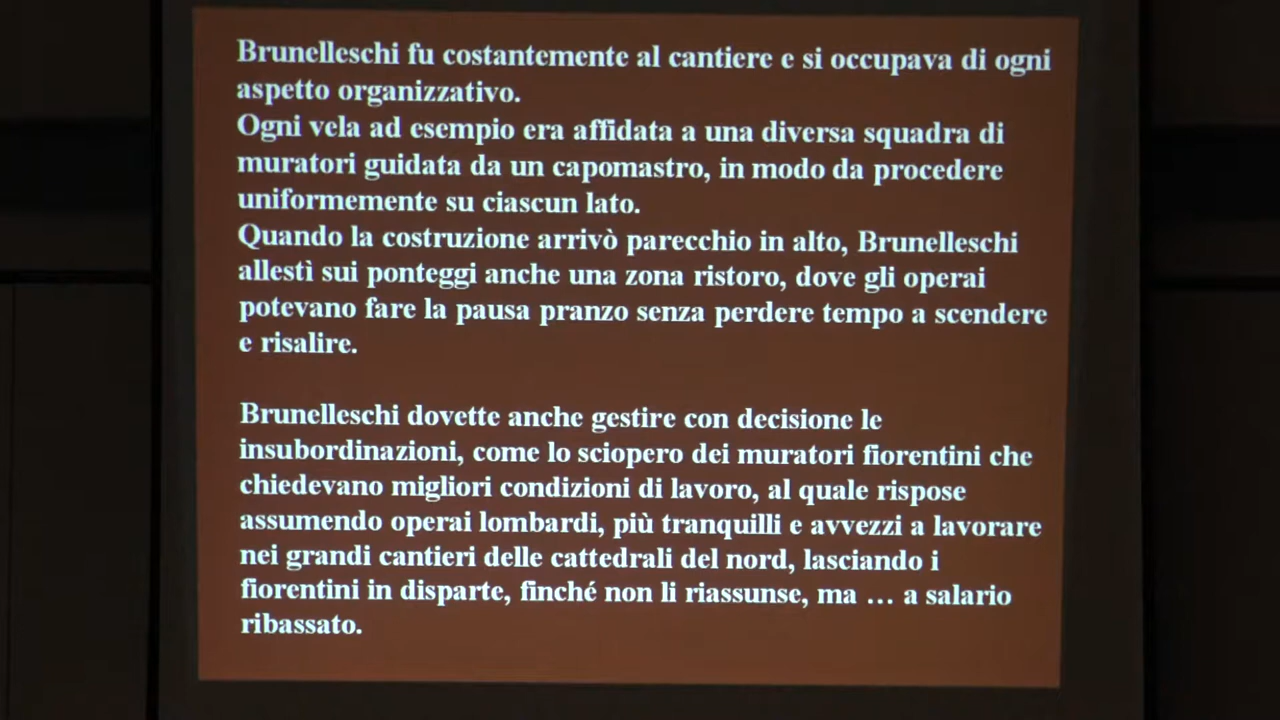 Brunelleschi fu costantemente al cantiere e si occupava di ogni
aspetto organizzativo.
Ogni vela ad esempio era affidata a una diversa squadra di
muratori guidata da un capomastro, in modo da procedere
uniformemente su ciascun lato.
Quando la costruzione arrivò parecchio in alto, Brunelleschi
allestì sui ponteggi anche una zona ristoro, dove gli operai
potevano fare la pausa pranzo senza perdere tempo a scendere
e risalire.
Brunelleschi dovette anche gestire con decisione le
insubordinazioni, come lo sciopero dei muratori fiorentini che
chiedevano migliori condizioni di lavoro, al quale rispose
assumendo operai lombardi, più tranquilli e avvezzi a lavorare
nei grandi cantieri delle cattedrali del nord, lasciando i
fiorentini in disparte, finché non li riassunse, ma … a salario
ribassato.